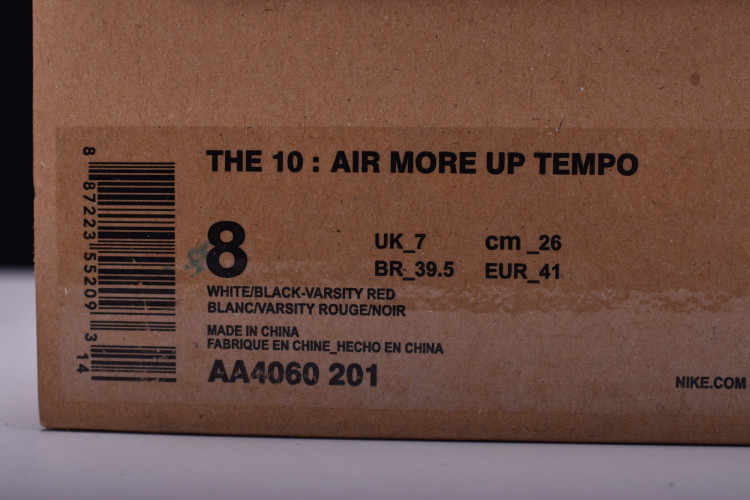 THE 10 : AIR MORE UP TEMPO
8
UK_7 cm_26
BR_39.5 EUR_41
WHITE/BLACK-VARSITY RED
BLANC/VARSITY ROUGE/NOIR
MADE IN CHINA
FABRIQUE EN CHINE_HECHO EN CHINA
AA4060 201
NIKE.COM
8 87223 55209 3 14